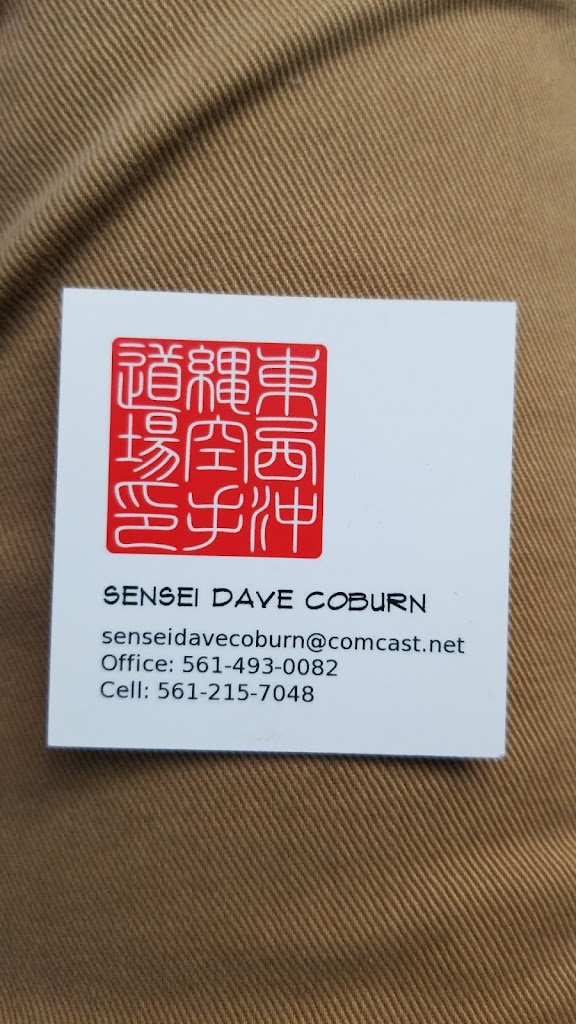 東西沖
縄空手
道場印
SENSEI DAVE COBURN
senseidavecoburn@comcast.net
Office: 561-493-0082
Cell: 561-215-7048